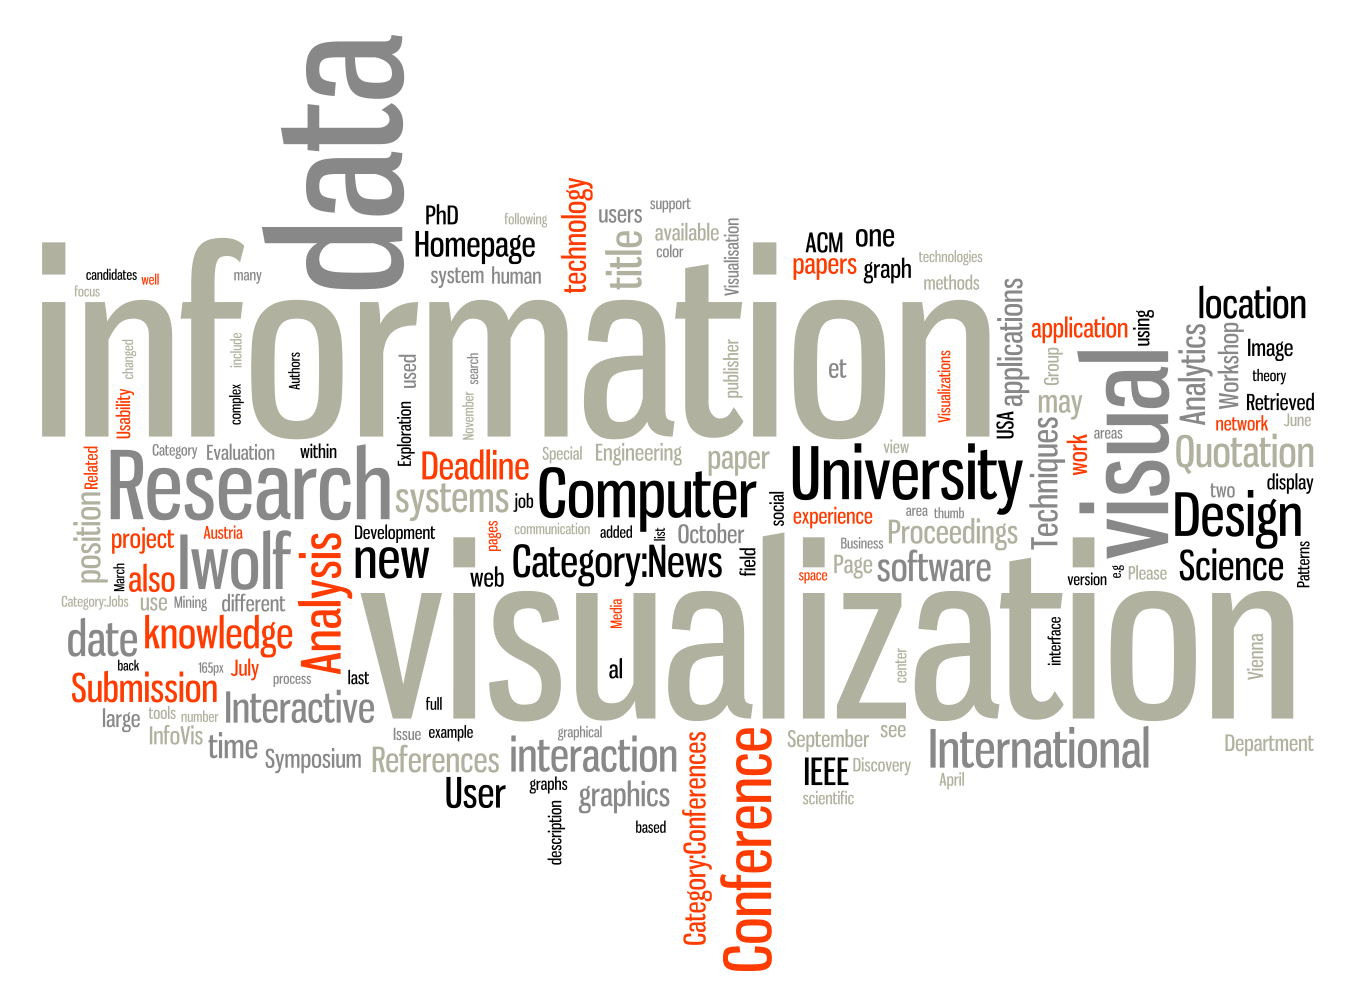 data
PhD
following
technology
users
support
Homepage
title
available
Visualisation
ACM
one
color
system
human
papers
graph
technologies
methods
candidates
well
many
focus
information
applications
location
application
using
changed
include
Authors
used
search
publisher
et
Visualizations
Group
visual
Analytics
Workshop
Image
theory
Usability
complex
Exploration
November
USA
may
Retrieved
network
June
Related
Category
Evaluation
within
Research
Deadline
Special
Engineering
paper
view
University
Techniques
work
areas
Quotation
position
systems
job
Computer
social
experience
area
thumb
two
display
Design
project
Austria
Development
pages
communication
added
list
October
Proceedings
Business
March
also
lwolf
Analysis
new
web
Category:News
field
space
Page
software
version
e.g
Please
Science
Patterns
Category:Jobs
use
Mining
different
visualization
Media
interface
Vienna
date
knowledge
back
165px
July
process
last
al
center
Submission
Interactive
full
large
tools
number
InfoVis
time
Symposium
Issue
example
References
graphical
interaction
Category:Conferences
Conference
September
see
International
Department
IEEE
Discovery
scientific
April
User
graphs
graphics
description
based